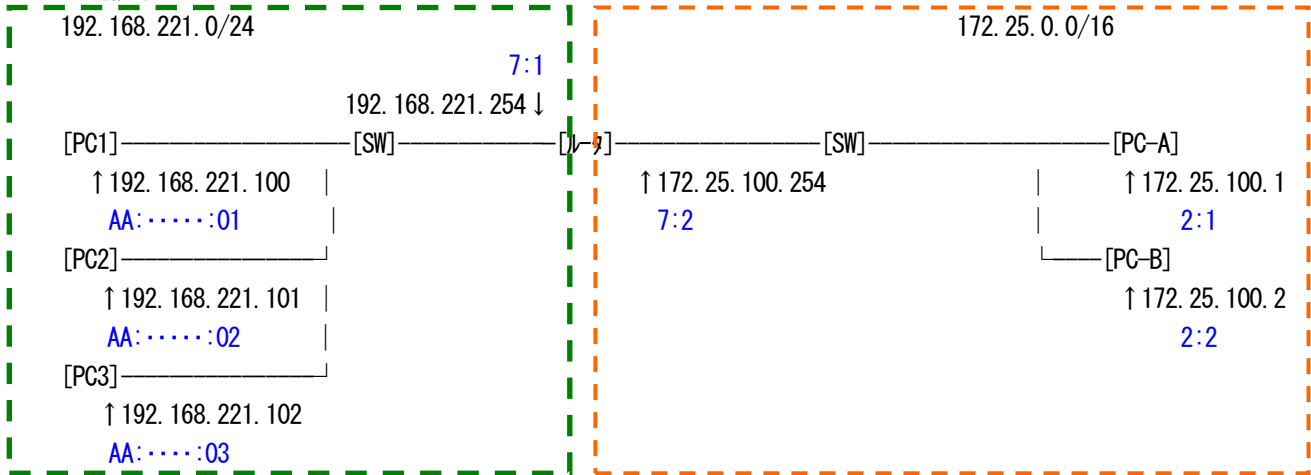 192.168.221.0/24 172.25.0.0/16
7:1
192.168.221.254↓
[PC1]―――――[SW]―――――[ルータ]―――――[SW]―――――[PC-A]
↑192.168.221.100 ↑172.25.100.254 ↑172.25.100.1
AA:・・・・・:01 7:2 2:1
[PC2] [PC-B]
↑192.168.221.101 ↑172.25.100.2
AA:・・・・・:02 2:2
[PC3]
↑192.168.221.102
AA:・・・・:03